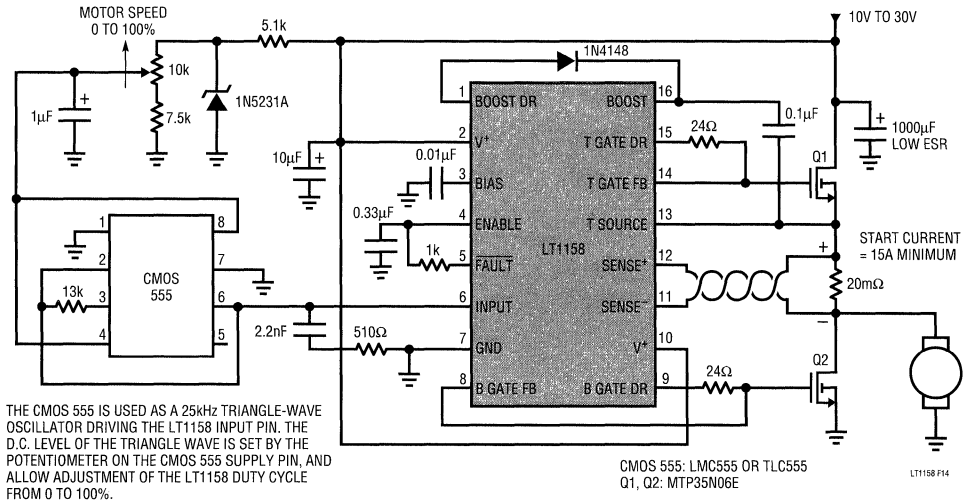 MOTOR SPEED
0 TO 100%
5.1k
10V TO 30V
10k
1N4148
+
1µF
7.5k
1N5231A
1
BOOST DR
BOOST
16
0.1µF
+
1000µF
LOW ESR
2
V+
T GATE DR
15
24Ω
10µF
+
0.01µF
Q1
3
BIAS
T GATE FB
14
0.33µF
4
ENABLE
T SOURCE
13
1
8
LT1158
+
START CURRENT
= 15A MINIMUM
1k
5
FAULT
SENSE+
12
2
7
CMOS
555
20mΩ
13k
3
6
6
INPUT
SENSE–
11
–
2.2nF
510Ω
4
5
7
GND
V+
10
24Ω
Q2
8
B GATE FB
B GATE DR
9
THE CMOS 555 IS USED AS A 25kHz TRIANGLE-WAVE
OSCILLATOR DRIVING THE LT1158 INPUT PIN. THE
D.C. LEVEL OF THE TRIANGLE WAVE IS SET BY THE
POTENTIOMETER ON THE CMOS 555 SUPPLY PIN, AND
ALLOW ADJUSTMENT OF THE LT1158 DUTY CYCLE
FROM 0 TO 100%.
CMOS 555: LMC555 OR TLC555
Q1, Q2: MTP35N06E
LT1158 F14